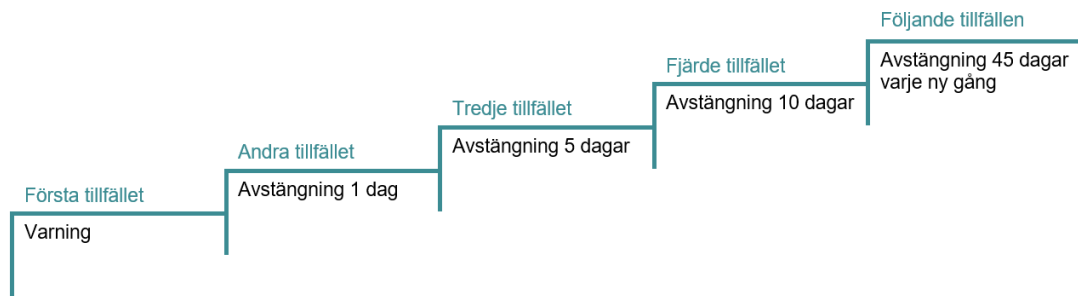 Första tillfället
Varning
Andra tillfället
Avstängning 1 dag
Tredje tillfället
Avstängning 5 dagar
Fjärde tillfället
Avstängning 10 dagar
Följande tillfällen
Avstängning 45 dagar
varje ny gång